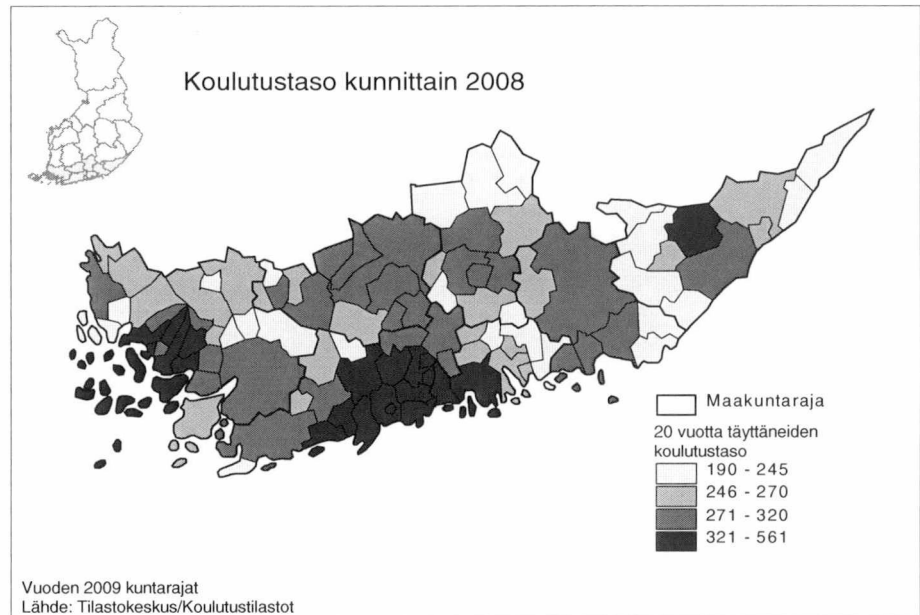 Koulutustaso kunnittain 2008
Maakuntaraja
20 vuotta täyttäneiden
koulutustaso
190 - 245
246 - 270
271 - 320
321 - 561
Vuoden 2009 kuntarajat
Lähde: Tilastokeskus/Koulutustilastot